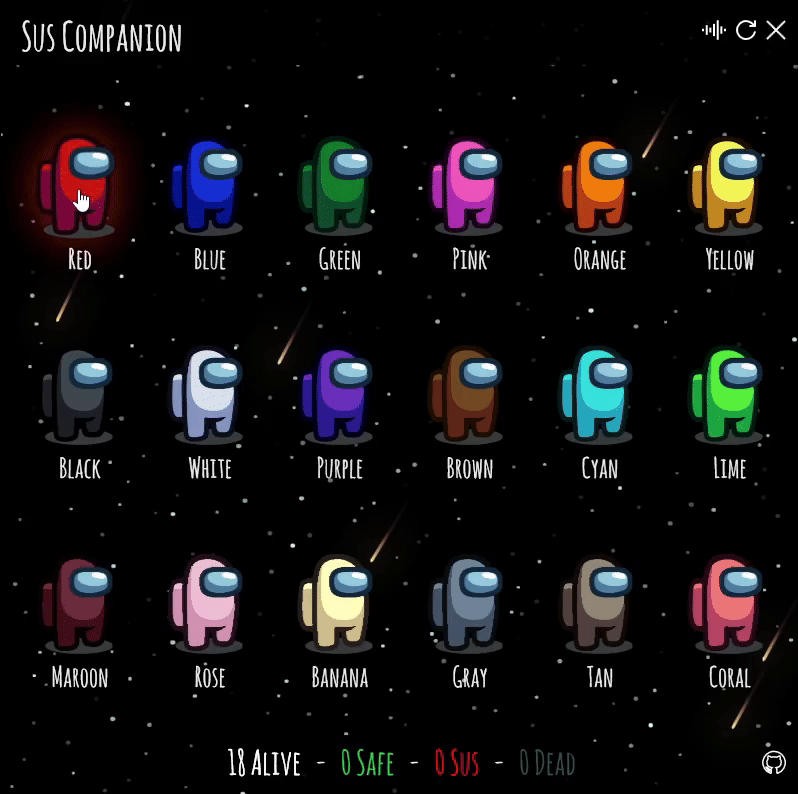 Sus Companion
Red Blue Green Pink Orange Yellow
Black White Purple Brown Cyan Lime
Maroon Rose Banana Gray Tan Coral
18 Alive - 0 Safe - 0 Sus - 0 Dead